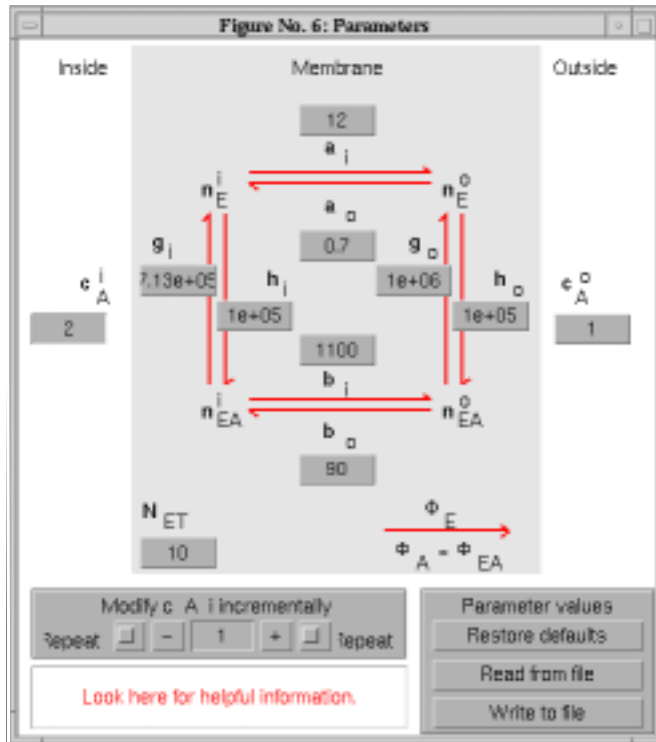 Figure No. 6: Parameters
Inside Membrane Outside
12
a i
n i E n o E
a o
g i 0.7 g o
7.13e+05 h i 1e+06 h o
c i A c o A
2 1e+05 1e+05 1
1100
b i
n i EA n o EA
b o
90
N ET Φ E
10 Φ A = Φ EA
Modify c A i incrementally Parameter values
Repeat - 1 + Repeat Restore defaults
Read from file
Look here for helpful information.
Write to file